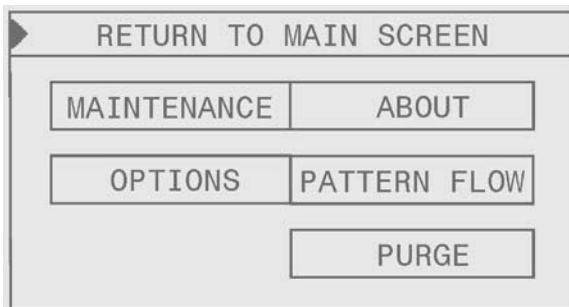 RETURN TO MAIN SCREEN
MAINTENANCE ABOUT
OPTIONS PATTERN FLOW
PURGE